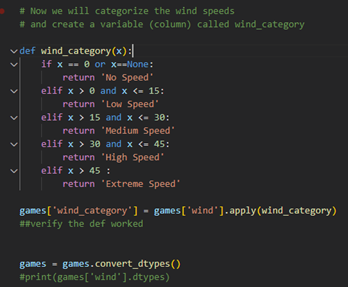 # Now we will categorize the wind speeds
# and create a variable (column) called wind_category
def wind_category(x):
if x == 0 or x==None:
return 'No Speed'
elif x > 0 and x <= 15:
return 'Low Speed'
elif x > 15 and x <= 30:
return 'Medium Speed'
elif x > 30 and x <= 45:
return 'High Speed'
elif x > 45 :
return 'Extreme Speed'
games['wind_category'] = games['wind'].apply(wind_category)
##verify the def worked
games = games.convert_dtypes()
#print(games['wind'].dtypes)